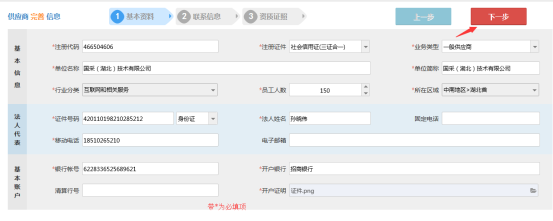 供应商 完善 信息 1 基本资料 2 联系信息 3 资质证照 上一步 下一步
基本信息
*注册代码 466504606 *注册证件 社会信用证(三证合一) *业务类型 一般供应商
*单位名称 国采（湖北）技术有限公司 *单位简称 国采（湖北）技术有限公司
*行业分类 互联网和相关服务 *员工人数 150 *所在区域 中南地区>湖北省
法人代表
*证件号码 420110198210285212 身份证 *法人姓名 固定电话
*移动电话 18510265210 电子邮箱
基本账户
*银行帐号 6228336525689621 *开户银行 招商银行
清算行号 *开户证明 证件.png
带*为必填项